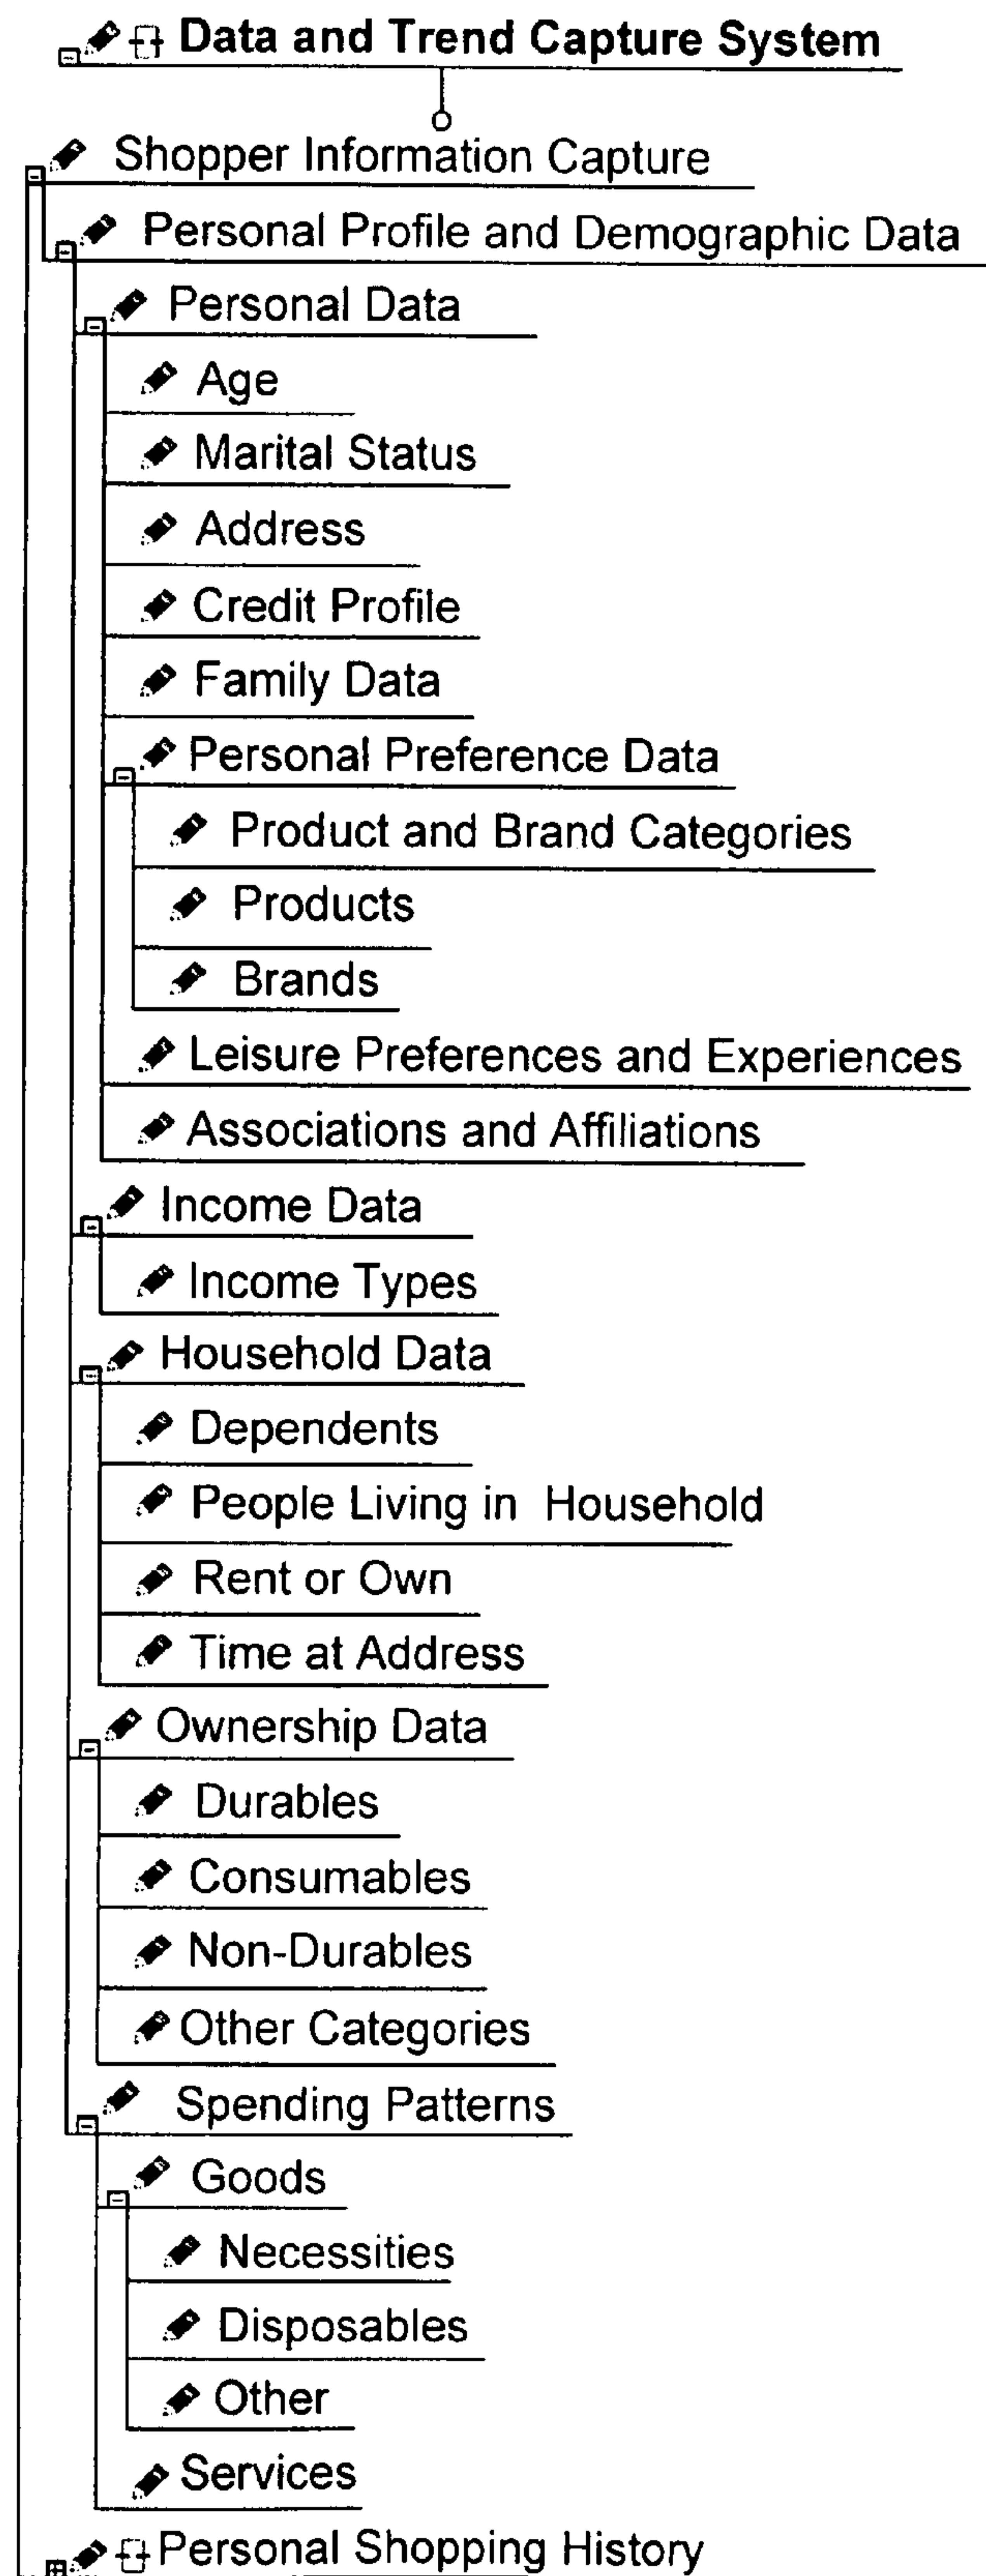 Data and Trend Capture System
Shopper Information Capture
Personal Profile and Demographic Data
Personal Data
Age
Marital Status
Address
Credit Profile
Family Data
Personal Preference Data
Product and Brand Categories
Products
Brands
Leisure Preferences and Experiences
Associations and Affiliations
Income Data
Income Types
Household Data
Dependents
People Living in Household
Rent or Own
Time at Address
Ownership Data
Durables
Consumables
Non-Durables
Other Categories
Spending Patterns
Goods
Necessities
Disposables
Other
Services
Personal Shopping History